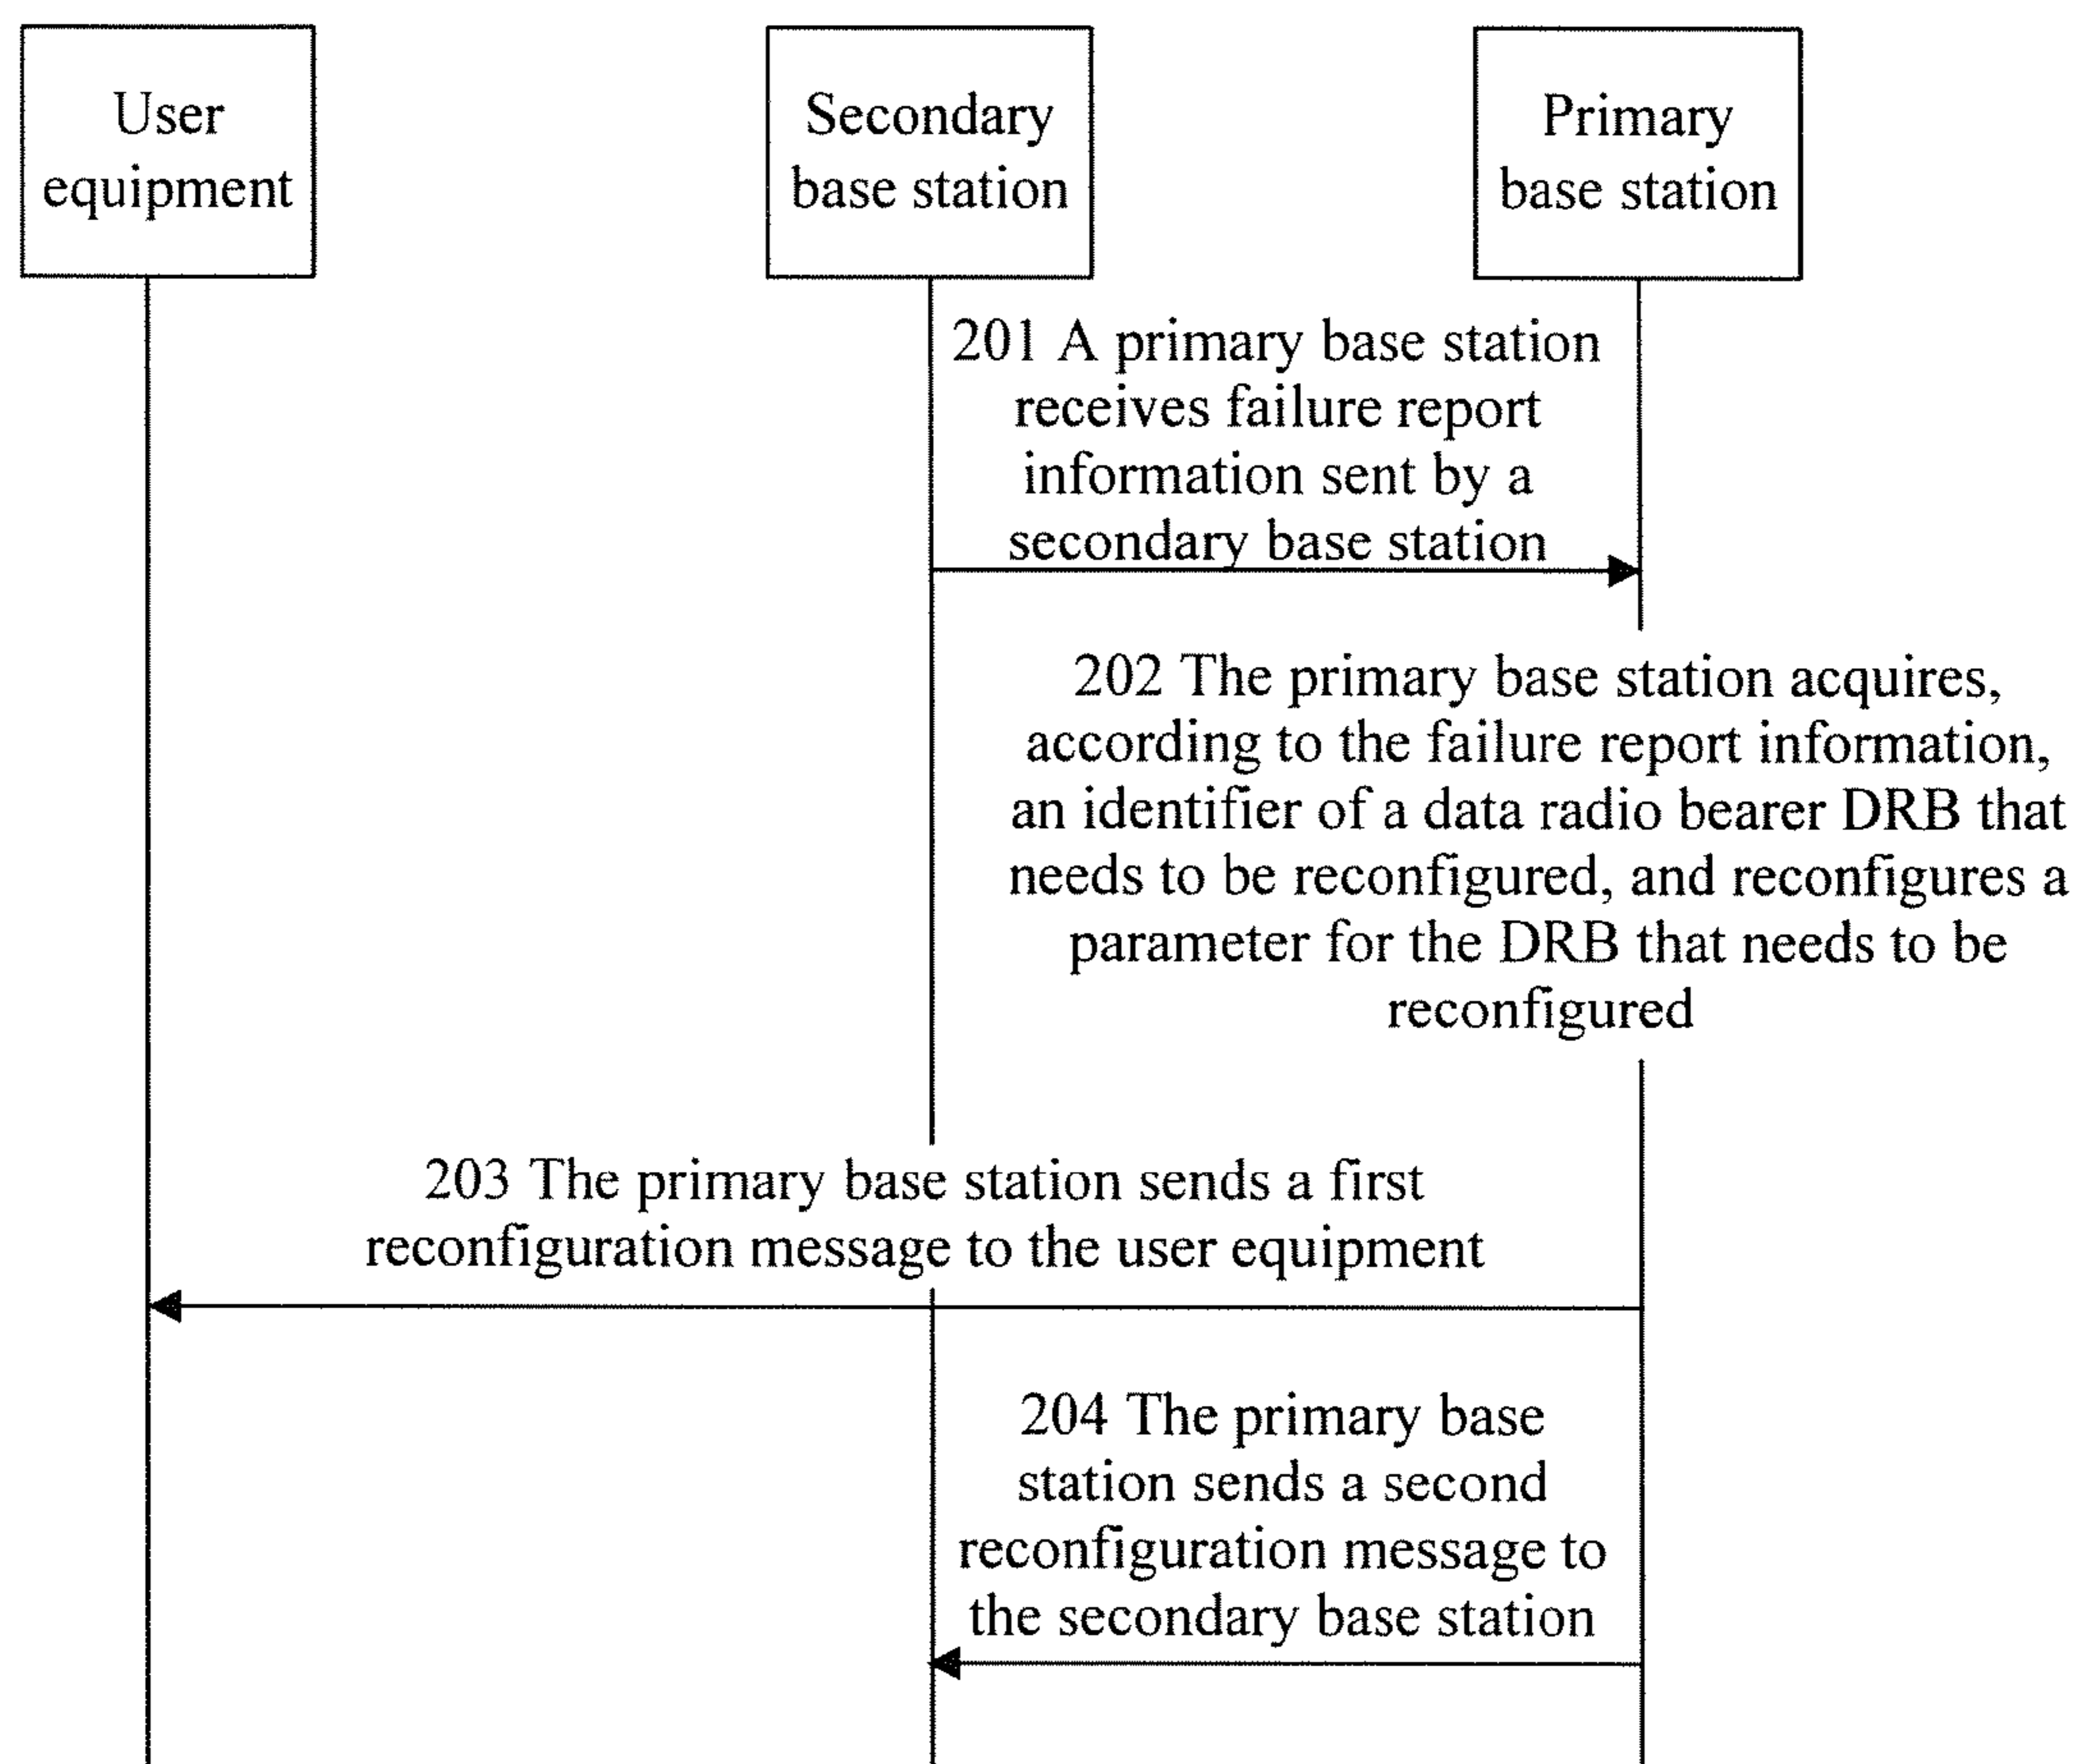 User
equipment
Secondary
base station
Primary
base station
201 A primary base station
receives failure report
information sent by a
secondary base station
202 The primary base station acquires,
according to the failure report information,
an identifier of a data radio bearer DRB that
needs to be reconfigured, and reconfigures a
parameter for the DRB that needs to be
reconfigured
203 The primary base station sends a first
reconfiguration message to the user equipment
204 The primary base
station sends a second
reconfiguration message to
the secondary base station